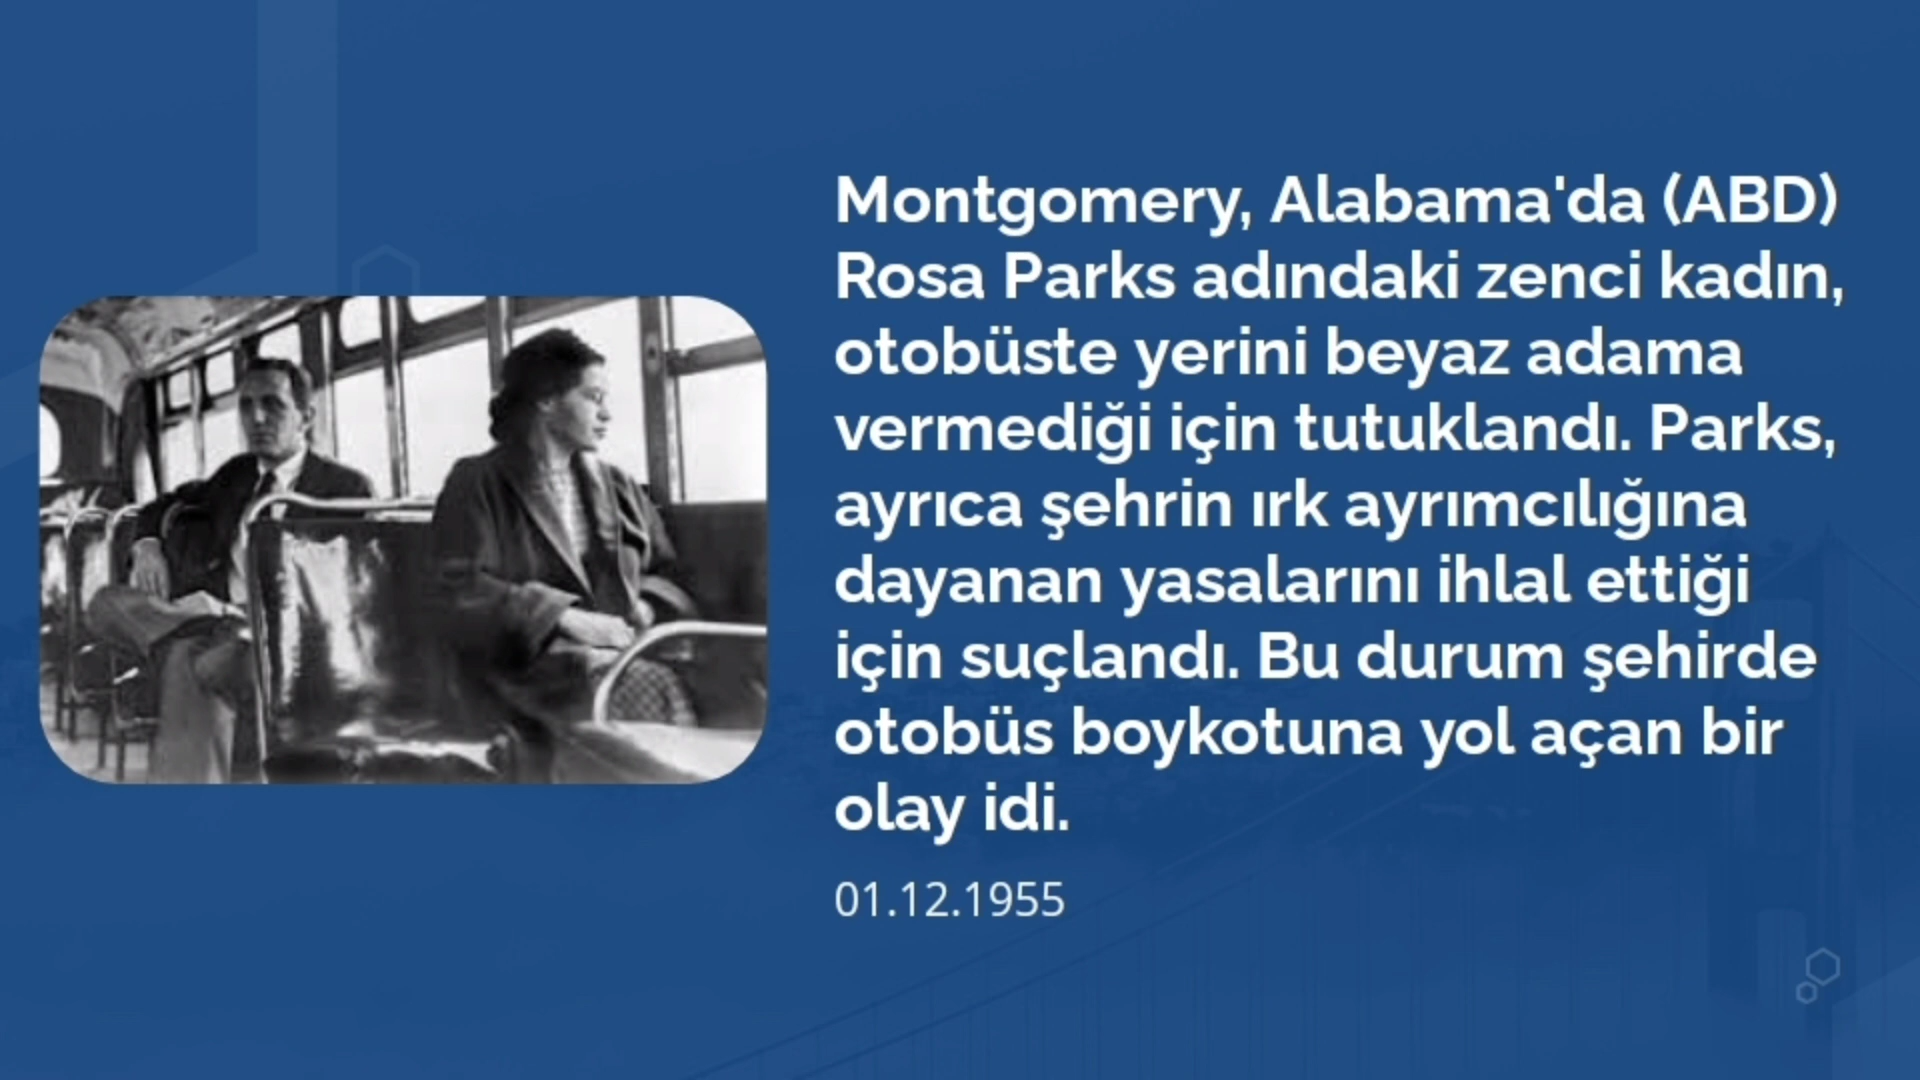 Montgomery, Alabama'da (ABD)
Rosa Parks adındaki zenci kadın,
otobüste yerini beyaz adama
vermediği için tutuklandı. Parks,
ayrıca şehrin ırk ayrımcılığına
dayanan yasalarını ihlal ettiği
için suçlandı. Bu durum şehirde
otobüs boykotuna yol açan bir
olay idi.
01.12.1955